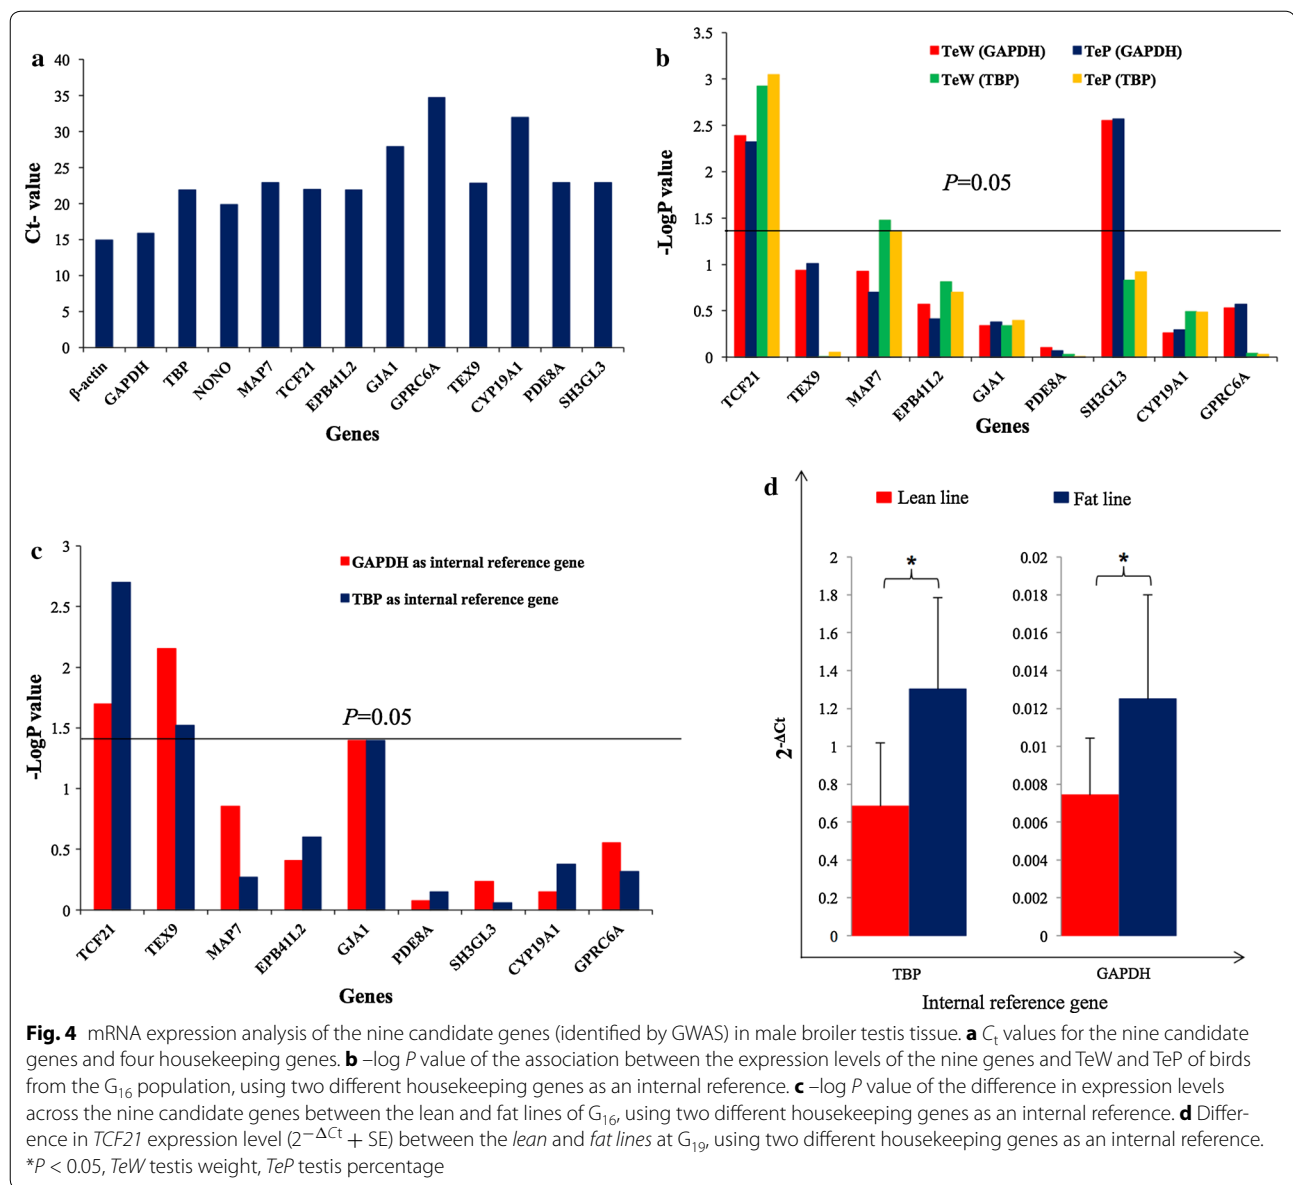 a
40
35
30
25
20
15
10
5
0
Ct- value
β-actin
GAPDH
TBP
NONO
MAP7
TCF21
EPB41L2
GJA1
GPRC6A
TEX9
CYP19A1
PDE8A
SH3GL3
Genes
b
3.5
3
2.5
2
1.5
1
0.5
0
-LogP value
TeW (GAPDH)
TeP (GAPDH)
TeW (TBP)
TeP (TBP)
P=0.05
TCF21
TEX9
MAP7
EPB41L2
GJA1
PDE8A
SH3GL3
CYP19A1
GPRC6A
Genes
c
3
2.5
2
1.5
1
0.5
0
-LogP value
GAPDH as internal reference gene
TBP as internal reference gene
P=0.05
TCF21
TEX9
MAP7
EPB41L2
GJA1
PDE8A
SH3GL3
CYP19A1
GPRC6A
Genes
d
Lean line
Fat line
2^-ΔCt
2
1.8
1.6
1.4
1.2
1
0.8
0.6
0.4
0.2
0
*
0.02
0.018
0.016
0.014
0.012
0.01
0.008
0.006
0.004
0.002
0
*
TBP
GAPDH
Internal reference gene
Fig. 4 mRNA expression analysis of the nine candidate genes (identified by GWAS) in male broiler testis tissue. a Ct values for the nine candidate
genes and four housekeeping genes. b –log P value of the association between the expression levels of the nine genes and TeW and TeP of birds
from the G16 population, using two different housekeeping genes as an internal reference. c –log P value of the difference in expression levels
across the nine candidate genes between the lean and fat lines of G16, using two different housekeeping genes as an internal reference. d Differ-
ence in TCF21 expression level (2^−ΔCt + SE) between the lean and fat lines at G19, using two different housekeeping genes as an internal reference.
*P < 0.05, TeW testis weight, TeP testis percentage